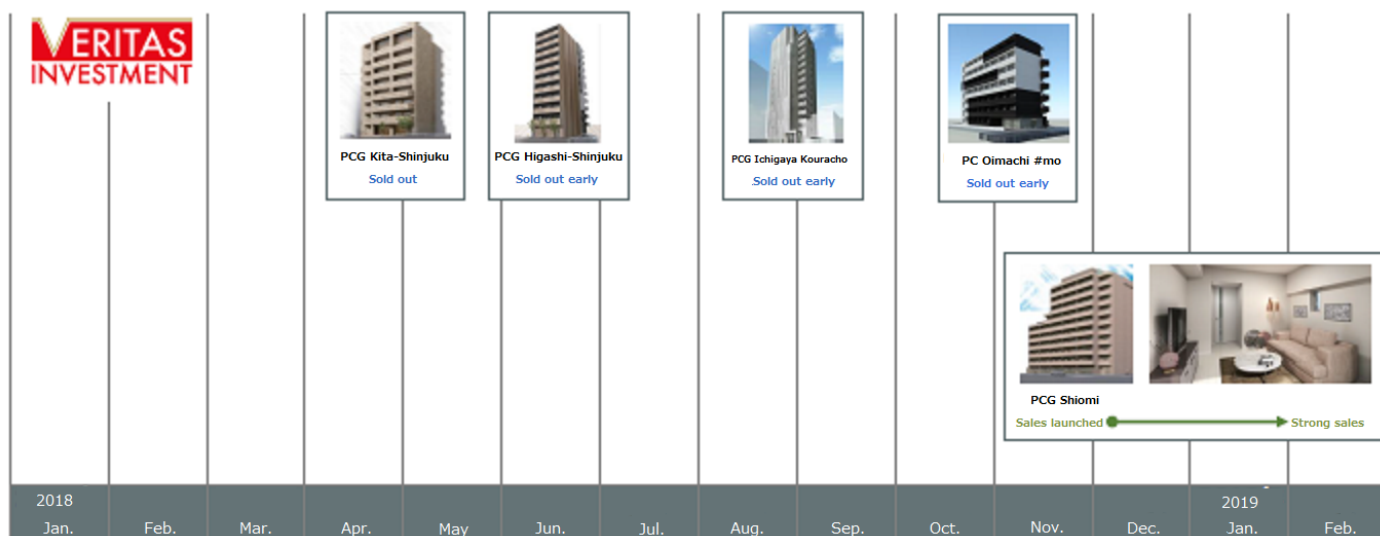 VERITAS
INVESTMENT
PCG Kita-Shinjuku
Sold out
PCG Higashi-Shinjuku
Sold out early
PCG Ichigaya Kouracho
Sold out early
PC Oimachi #mo
Sold out early
PCG Shiomi
Sales launched
Strong sales
2018
2019
Jan.
Feb.
Mar.
Apr.
May
Jun.
Jul.
Aug.
Sep.
Oct.
Nov.
Dec.
Jan.
Feb.